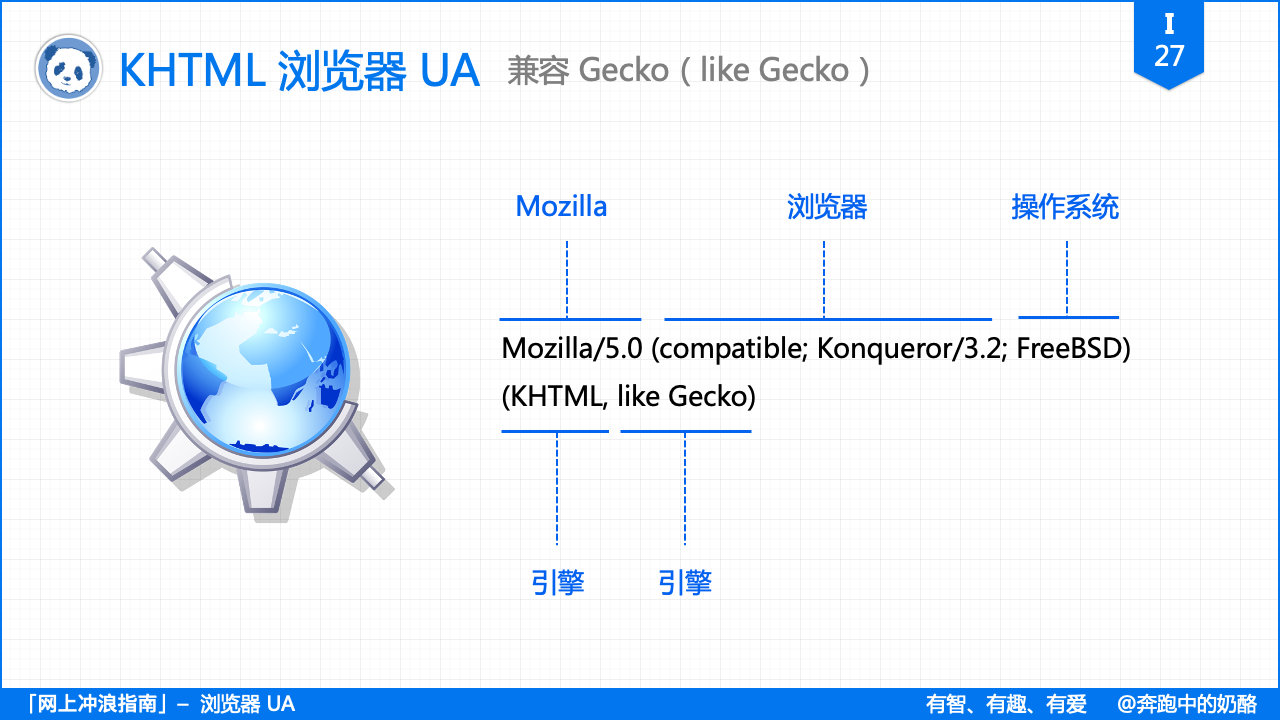 KHTML 浏览器 UA 兼容 Gecko ( like Gecko )
I
27
Mozilla 浏览器 操作系统
Mozilla/5.0 (compatible; Konqueror/3.2; FreeBSD)
(KHTML, like Gecko)
引擎 引擎
「网上冲浪指南」– 浏览器 UA 有智、有趣、有爱 @奔跑中的奶酪